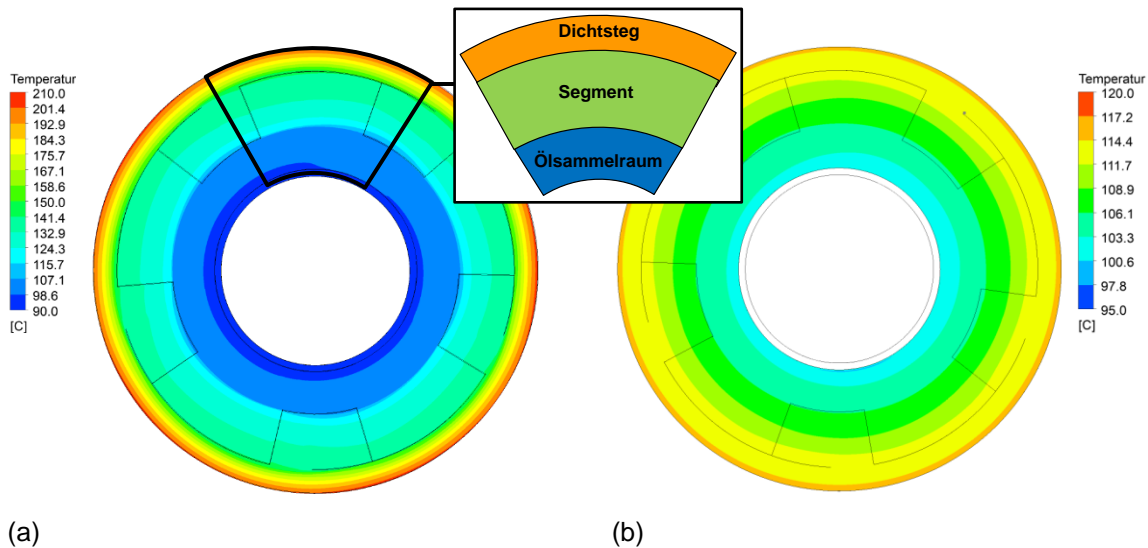 Dichtsteg
Segment
Ölsammelraum
Temperatur
210.0
201.4
192.9
184.3
175.7
167.1
158.6
150.0
141.4
132.9
124.3
115.7
107.1
98.6
90.0
[C]
Temperatur
120.0
117.2
114.4
111.7
108.9
106.1
103.3
100.6
97.8
95.0
[C]
(a)
(b)